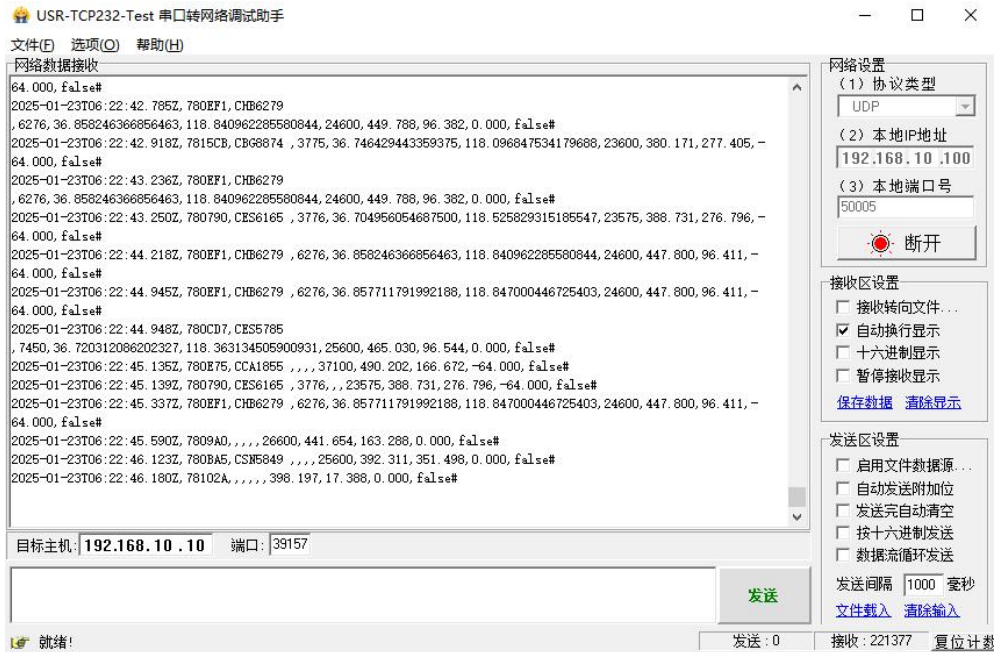 USR-TCP232-Test 串口转网络调试助手
文件(F) 选项(O) 帮助(H)
网络数据接收
64.000, false#
2025-01-23T06:22:42.785Z, 780EF1, CHB6279
, 6276, 36.858246366856463, 118.840962285580844, 24600, 449.788, 96.382, 0.000, false#
2025-01-23T06:22:42.918Z, 7815CB, CBG8874 , 3775, 36.746429443359375, 118.096847534179688, 23600, 380.171, 277.405, -
64.000, false#
2025-01-23T06:22:43.236Z, 780EF1, CHB6279
, 6276, 36.858246366856463, 118.840962285580844, 24600, 449.788, 96.382, 0.000, false#
2025-01-23T06:22:43.250Z, 780790, CES6165 , 3776, 36.704956054687500, 118.525829315185547, 23575, 388.731, 276.796, -
64.000, false#
2025-01-23T06:22:44.218Z, 780EF1, CHB6279 , 6276, 36.858246366856463, 118.840962285580844, 24600, 447.800, 96.411, -
64.000, false#
2025-01-23T06:22:44.945Z, 780EF1, CHB6279 , 6276, 36.857711791992188, 118.847000446725403, 24600, 447.800, 96.411, -
64.000, false#
2025-01-23T06:22:44.948Z, 780CD7, CES5785
, 7450, 36.720312086202327, 118.363134505900931, 25600, 465.030, 96.544, 0.000, false#
2025-01-23T06:22:45.135Z, 780E75, CCA1855 , , , , 37100, 490.202, 166.672, -64.000, false#
2025-01-23T06:22:45.139Z, 780790, CES6165 , 3776, , , 23575, 388.731, 276.796, -64.000, false#
2025-01-23T06:22:45.337Z, 780EF1, CHB6279 , 6276, 36.857711791992188, 118.847000446725403, 24600, 447.800, 96.411, -
64.000, false#
2025-01-23T06:22:45.590Z, 7809A0, , , , , 26600, 441.654, 163.288, 0.000, false#
2025-01-23T06:22:46.123Z, 780BA5, CSN5849 , , , , 25600, 392.311, 351.498, 0.000, false#
2025-01-23T06:22:46.180Z, 78102A, , , , , , 398.197, 17.388, 0.000, false#
目标主机: 192.168.10 .10 端口: 39157
发送
就绪!
发送 : 0
接收 : 221377
复位计数
网络设置
(1) 协议类型
UDP
(2) 本地IP地址
192.168.10 .100
(3) 本地端口号
50005
断开
接收区设置
接收转向文件...
自动换行显示
十六进制显示
暂停接收显示
保存数据 清除显示
发送区设置
启用文件数据源...
自动发送附加位
发送完自动清空
按十六进制发送
数据流循环发送
发送间隔 1000 毫秒
文件载入 清除输入